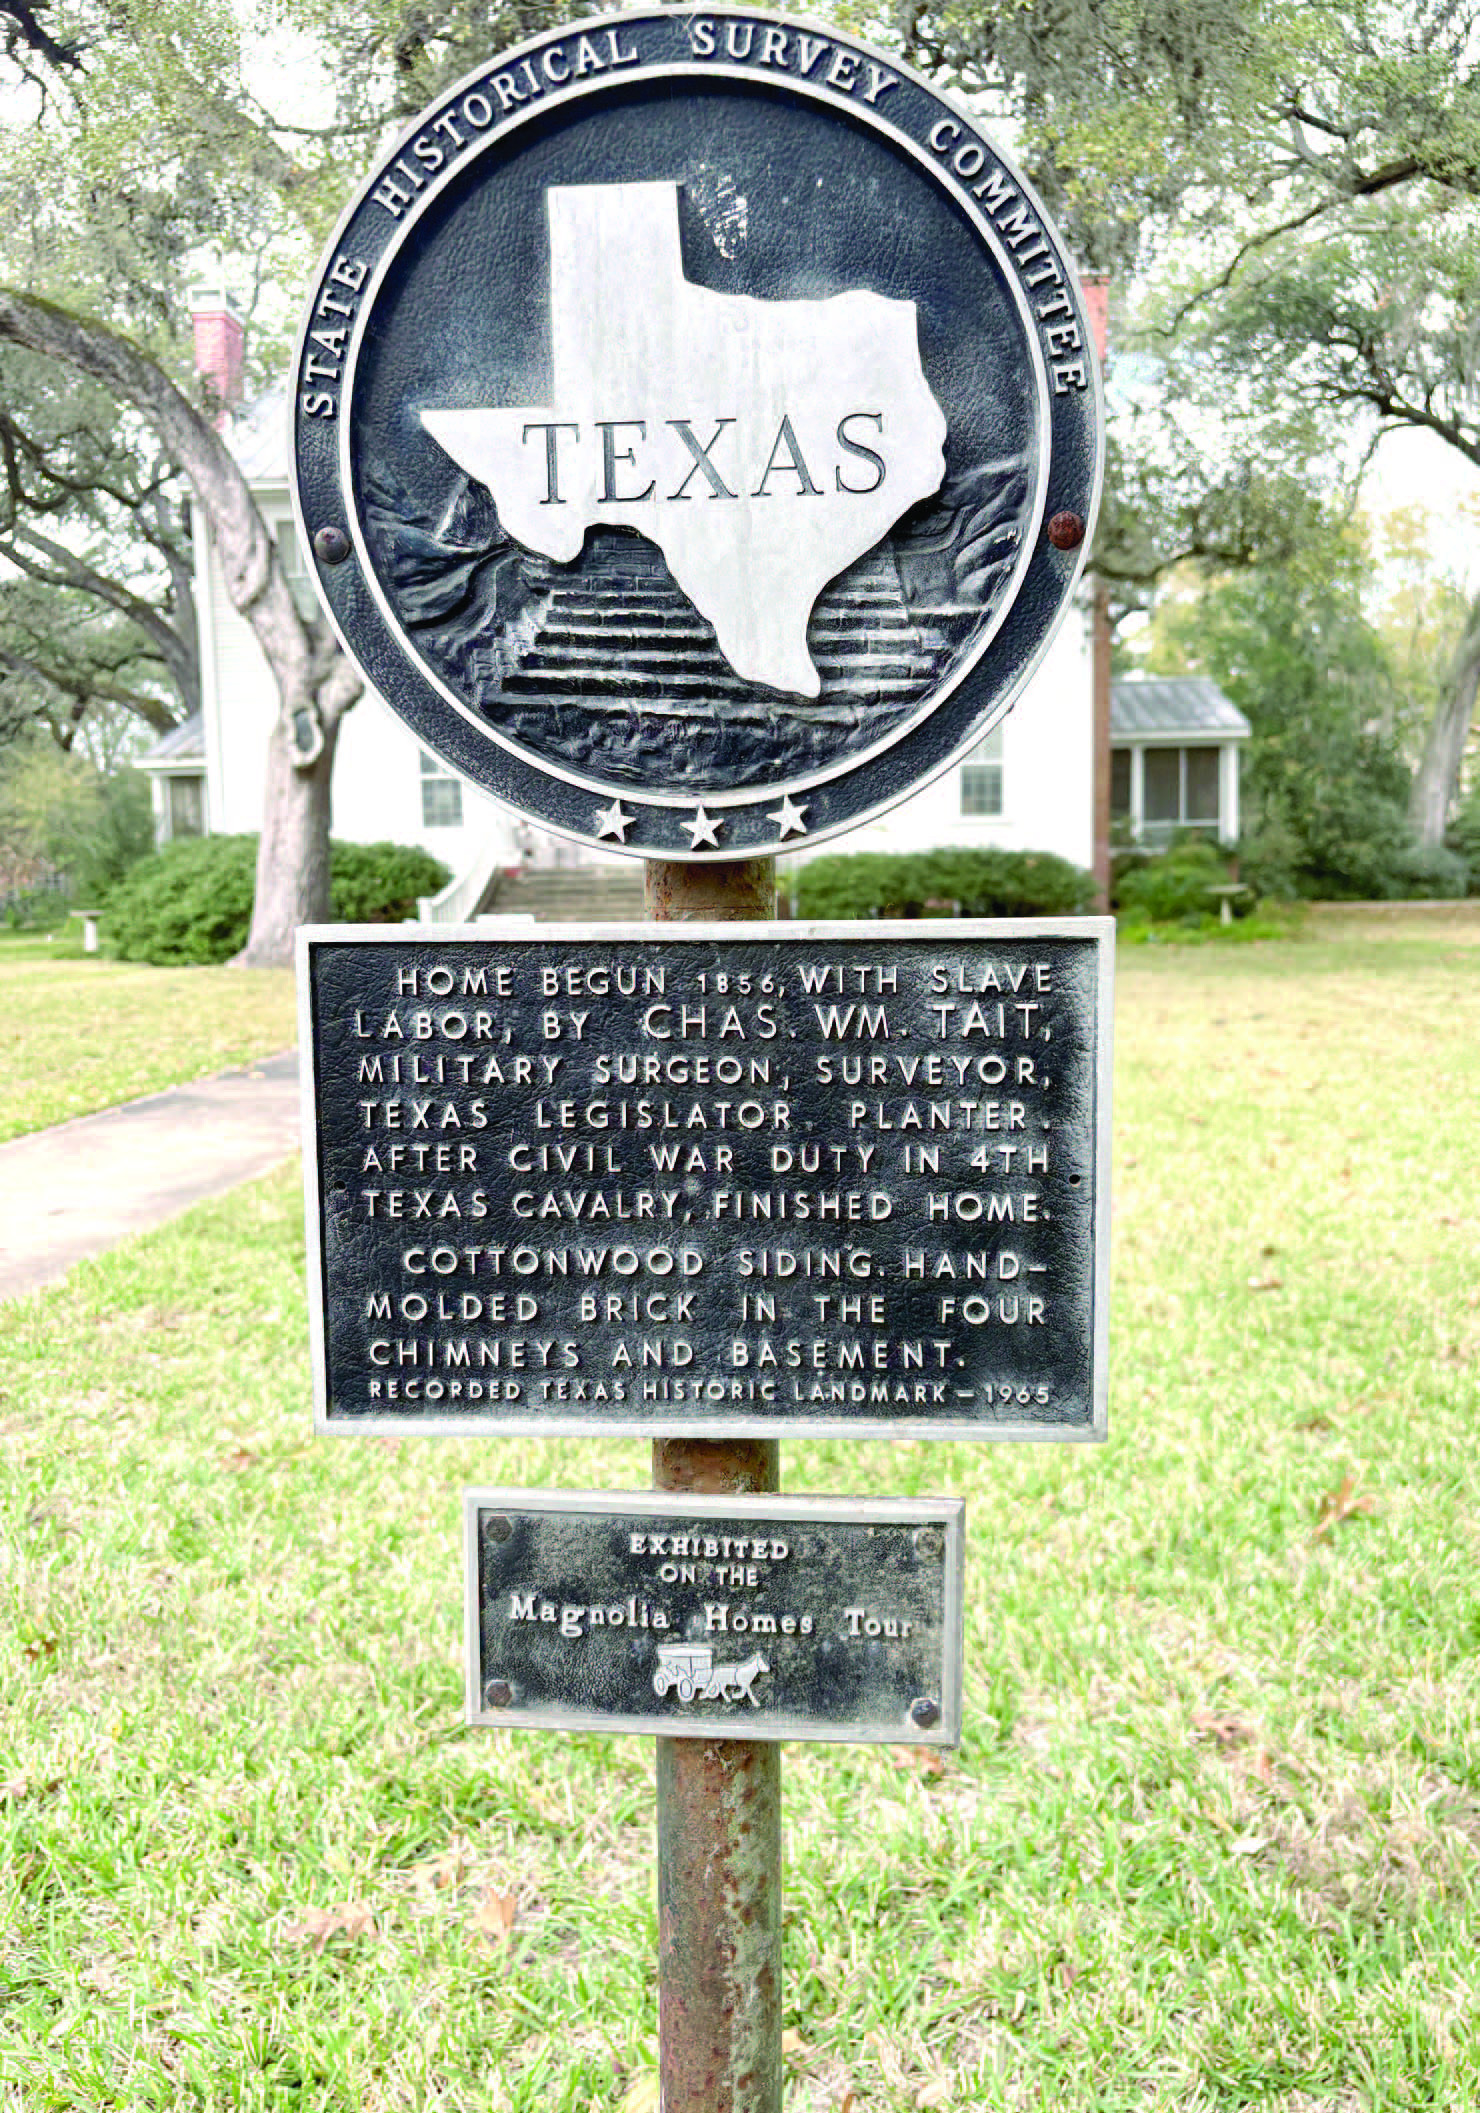 STATE HISTORICAL SURVEY COMMITTEE
TEXAS
HOME BEGUN 1856, WITH SLAVE
LABOR, BY CHAS. WM. TAIT,
MILITARY SURGEON, SURVEYOR,
TEXAS LEGISLATOR, PLANTER.
AFTER CIVIL WAR DUTY IN 4TH
TEXAS CAVALRY, FINISHED HOME.
COTTONWOOD SIDING. HAND-
MOLDED BRICK IN THE FOUR
CHIMNEYS AND BASEMENT.
RECORDED TEXAS HISTORIC LANDMARK – 1965
EXHIBITED
ON THE
Magnolia Homes Tour